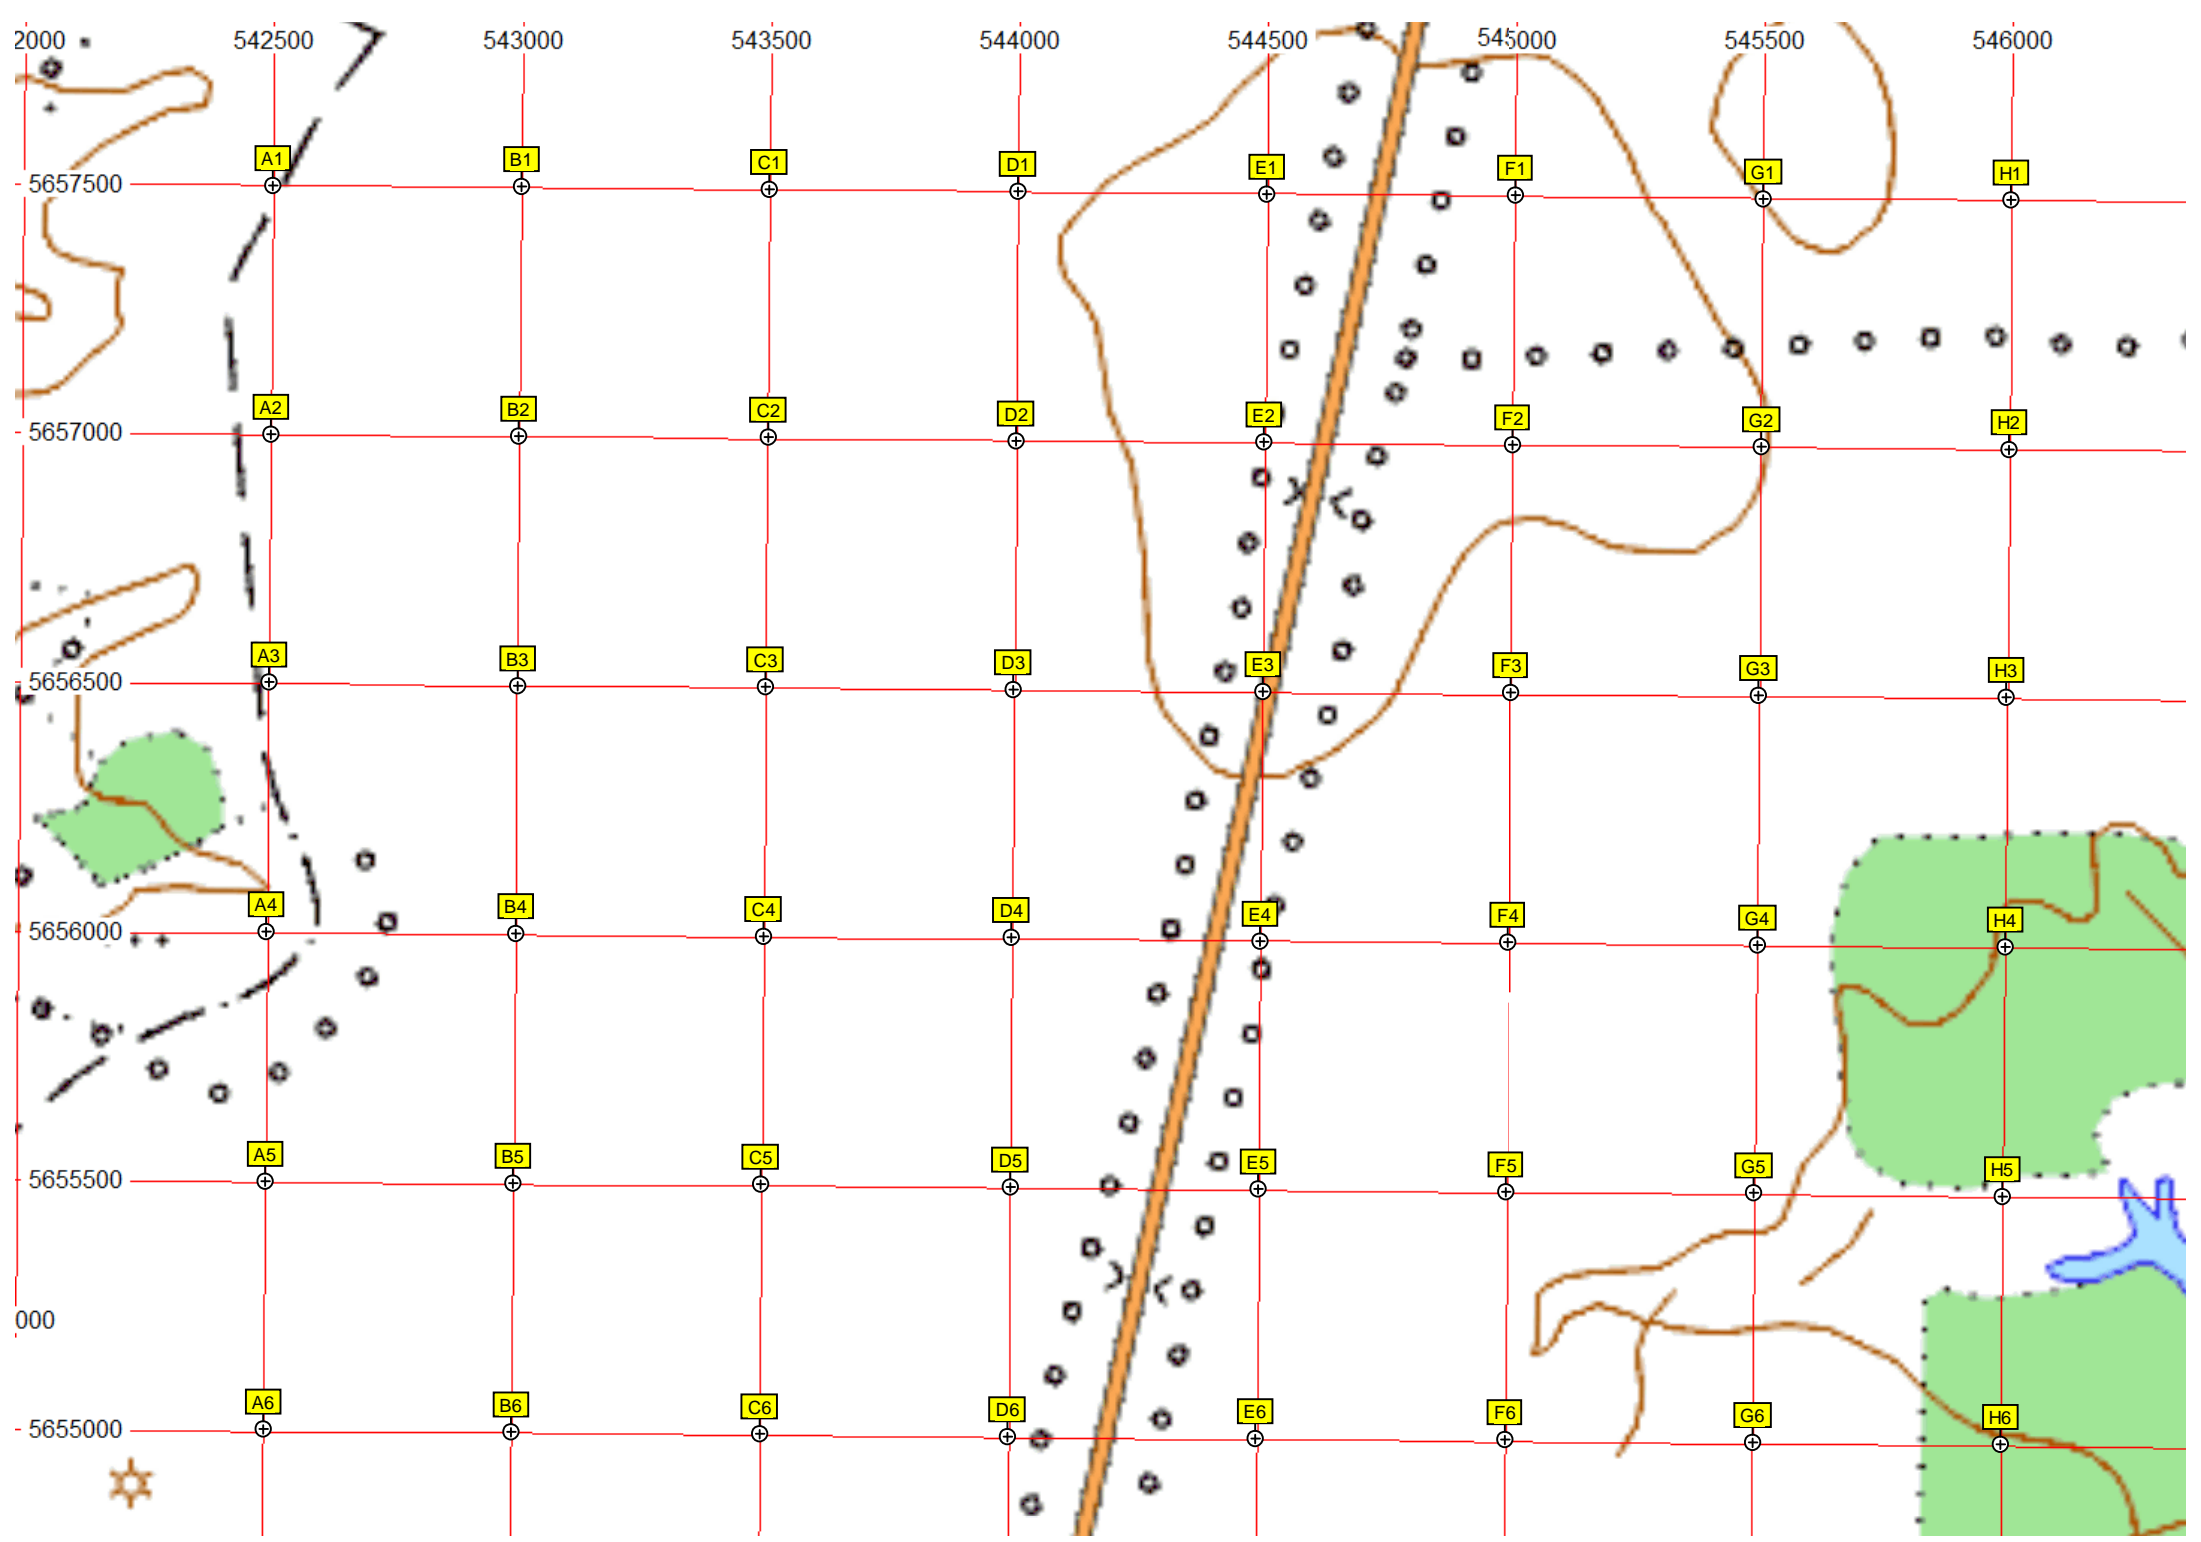 2000 542500 543000 543500 544000 544500 545000 545500 546000
A1 B1 C1 D1 E1 F1 G1 H1
5657500
A2 B2 C2 D2 E2 F2 G2 H2
5657000
A3 B3 C3 D3 E3 F3 G3 H3
5656500
A4 B4 C4 D4 E4 F4 G4 H4
5656000
A5 B5 C5 D5 E5 F5 G5 H5
5655500
000
A6 B6 C6 D6 E6 F6 G6 H6
5655000